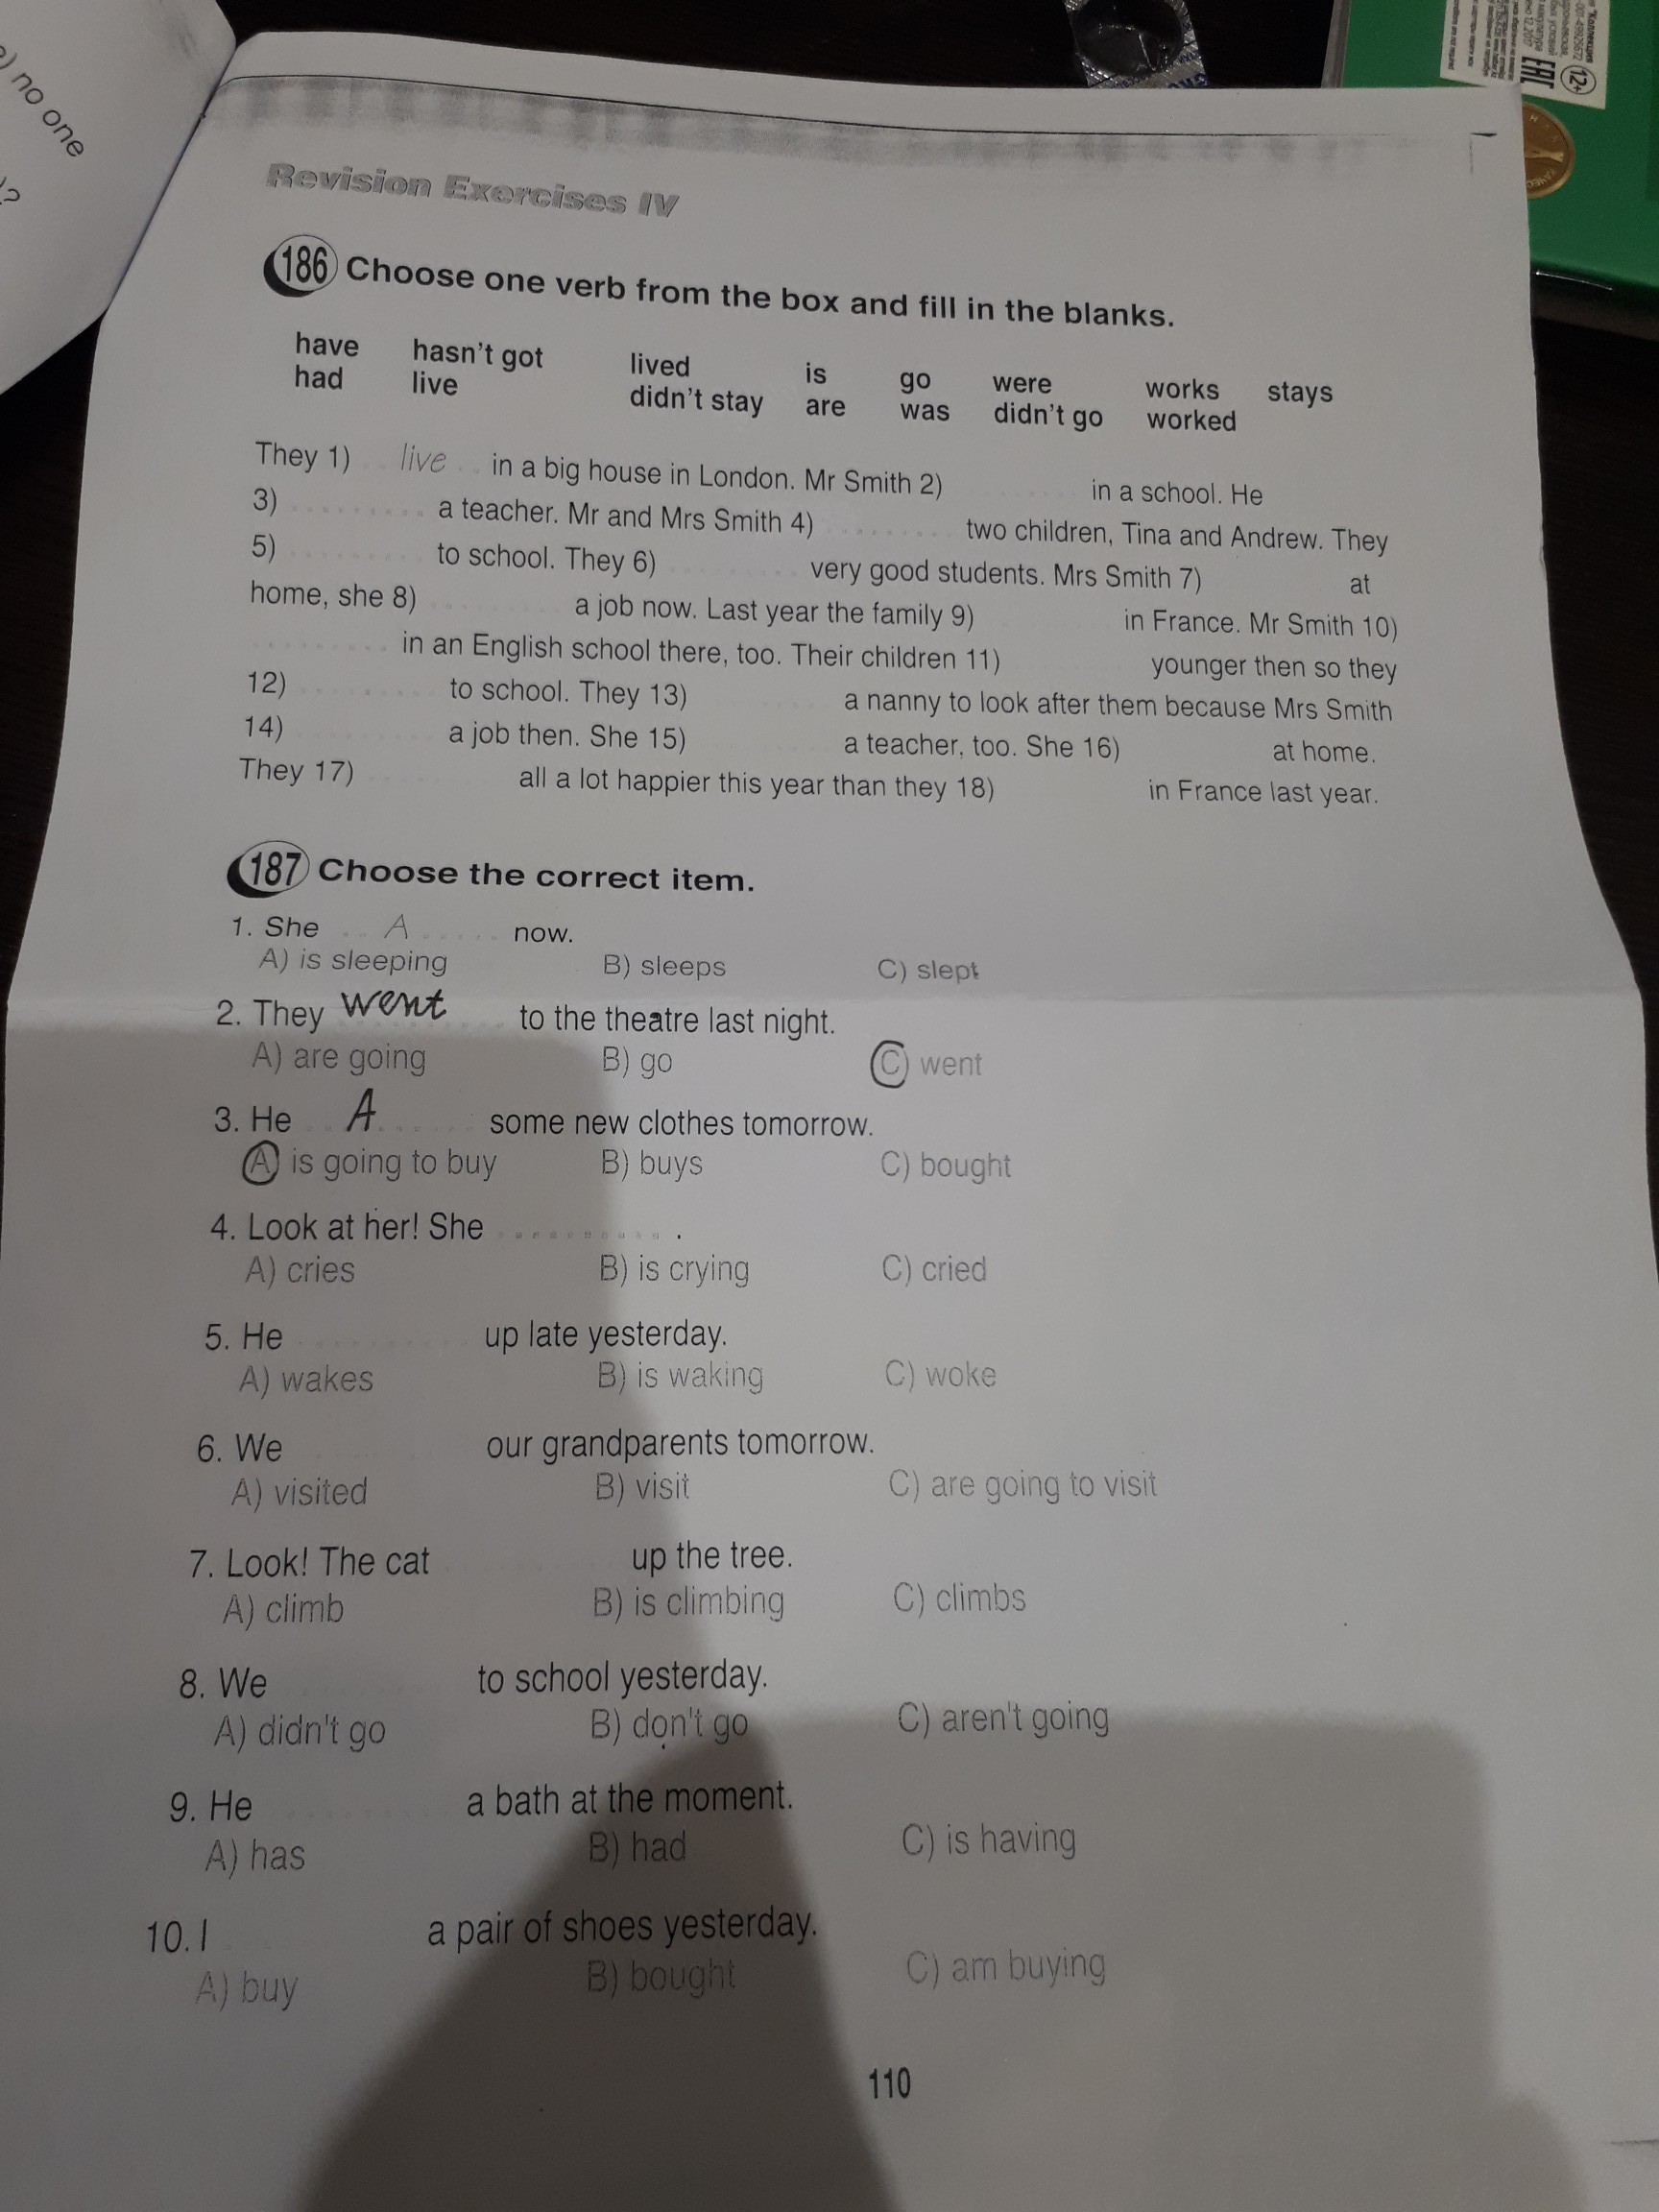 no one
?
"Коллекция
12+
EAC
Revision Exercises IV
186 Choose one verb from the box and fill in the blanks.
have hasn't got lived is go were works stays
had live didn't stay are was didn't go worked
They 1) live in a big house in London. Mr Smith 2) in a school. He
3) a teacher. Mr and Mrs Smith 4) two children, Tina and Andrew. They
5) to school. They 6) very good students. Mrs Smith 7) at
home, she 8) a job now. Last year the family 9) in France. Mr Smith 10)
in an English school there, too. Their children 11) younger then so they
12) to school. They 13) a nanny to look after them because Mrs Smith
14) a job then. She 15) a teacher, too. She 16) at home.
They 17) all a lot happier this year than they 18) in France last year.
187 Choose the correct item.
1. She A now.
A) is sleeping B) sleeps C) slept
2. They went to the theatre last night.
A) are going B) go C) went
3. He A some new clothes tomorrow.
A) is going to buy B) buys C) bought
4. Look at her! She .......... .
A) cries B) is crying C) cried
5. He up late yesterday.
A) wakes B) is waking C) woke
6. We our grandparents tomorrow.
A) visited B) visit C) are going to visit
7. Look! The cat up the tree.
A) climb B) is climbing C) climbs
8. We to school yesterday.
A) didn't go B) don't go C) aren't going
9. He a bath at the moment.
A) has B) had C) is having
10. I a pair of shoes yesterday.
A) buy B) bought C) am buying
110